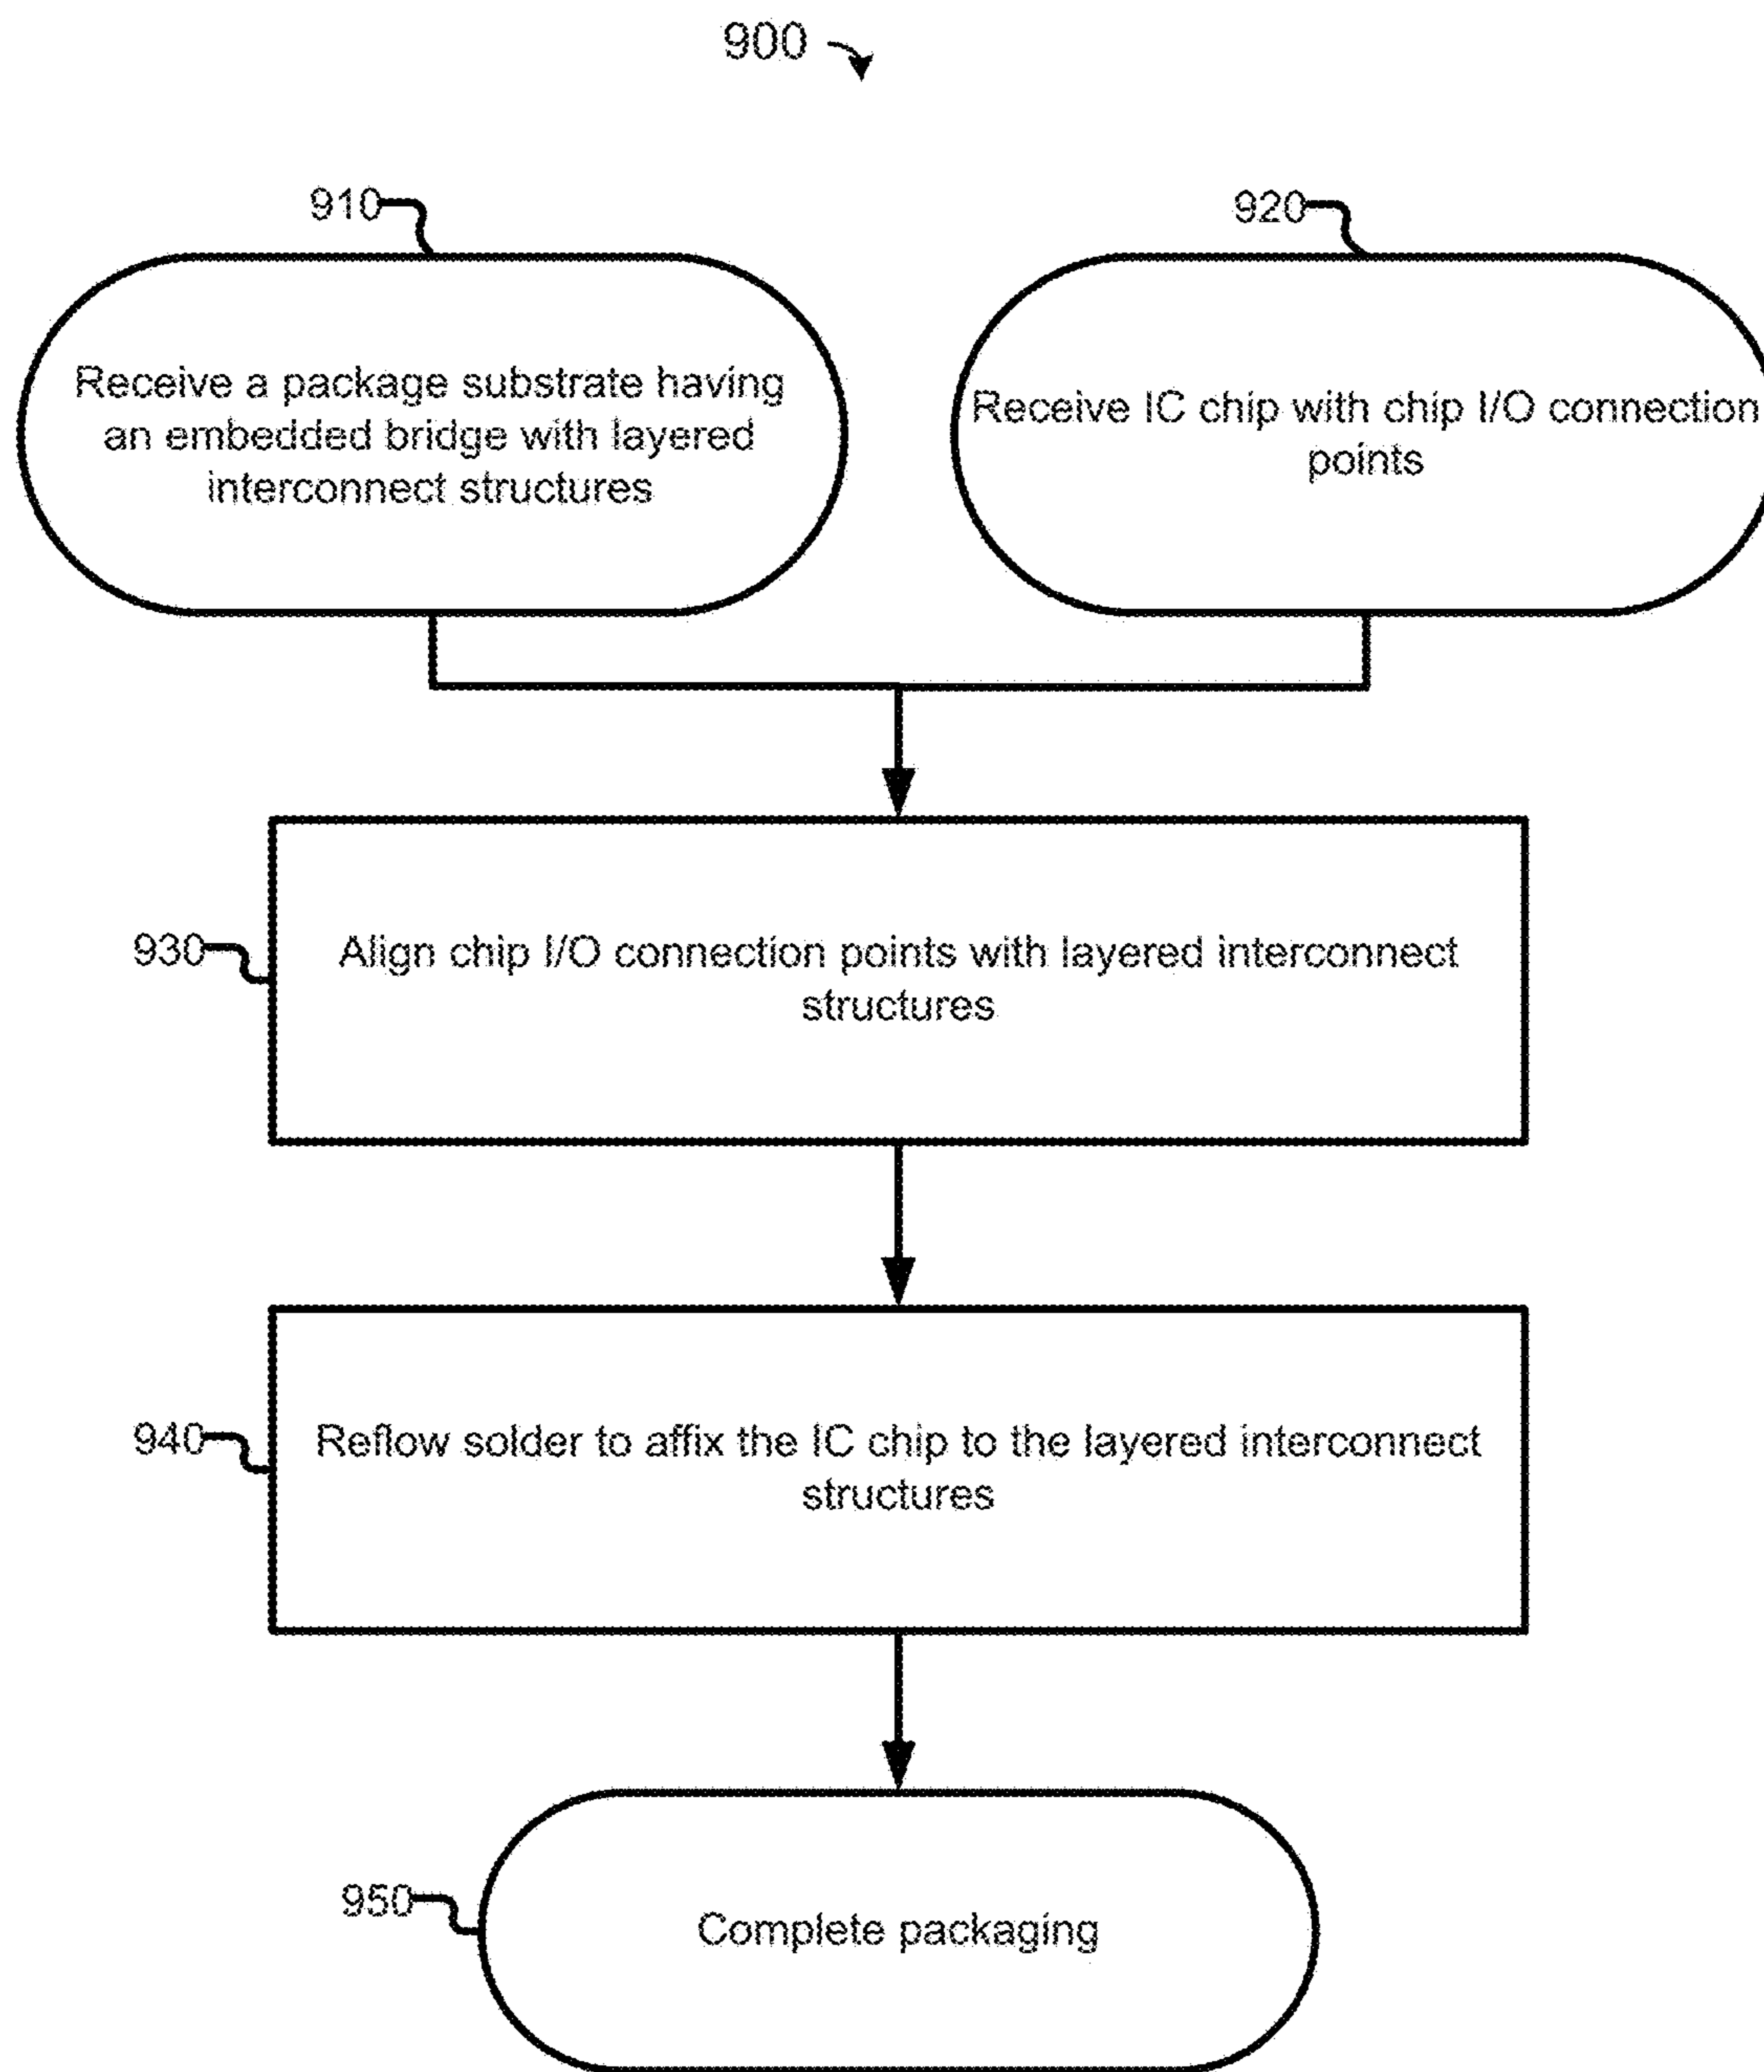 900
910
920
Receive a package substrate having
an embedded bridge with layered
interconnect structures
Receive IC chip with chip I/O connection
points
930
Align chip I/O connection points with layered interconnect
structures
940
Reflow solder to affix the IC chip to the layered interconnect
structures
950
Complete packaging